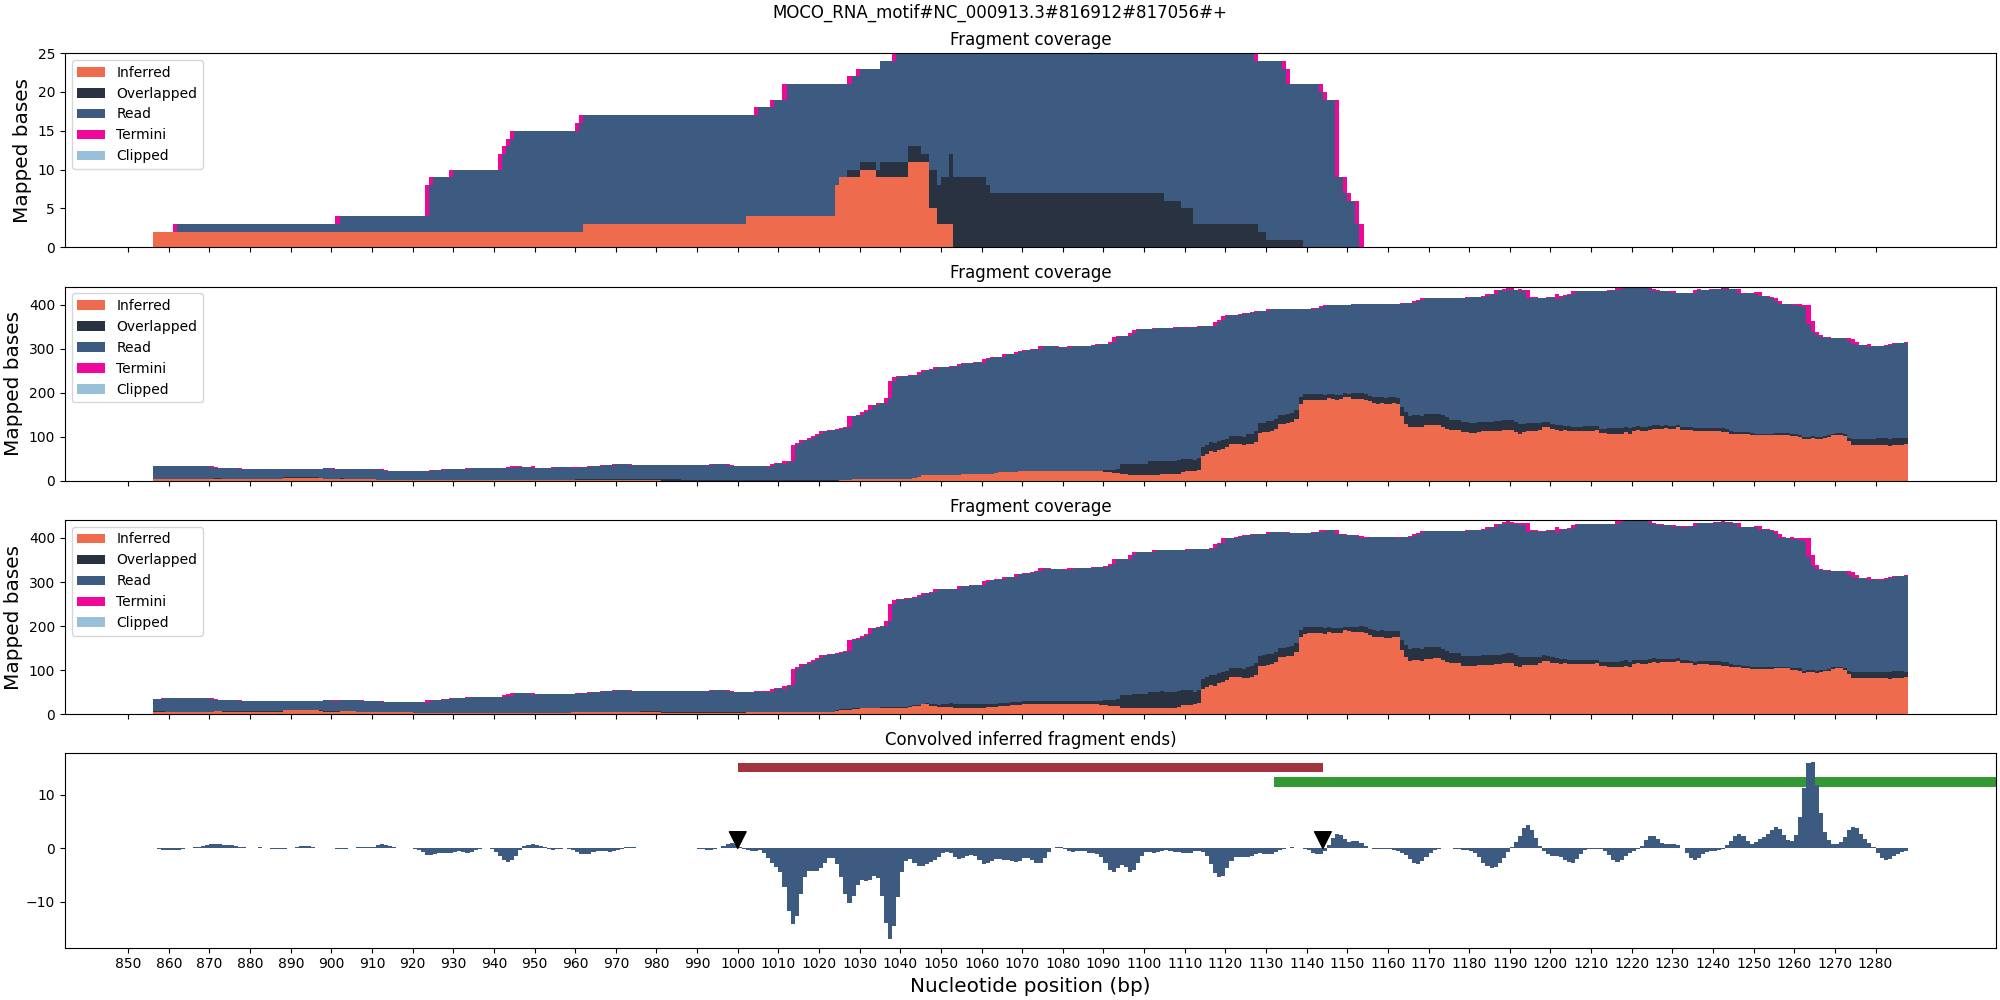 MOCO_RNA_motif#NC_000913.3#816912#817056#+
Fragment coverage
Mapped bases
25
20
15
10
5
0
Inferred
Overlapped
Read
Termini
Clipped
Fragment coverage
Mapped bases
400
300
200
100
0
Inferred
Overlapped
Read
Termini
Clipped
Fragment coverage
Mapped bases
400
300
200
100
0
Inferred
Overlapped
Read
Termini
Clipped
Convolved inferred fragment ends)
10
0
−10
850 860 870 880 890 900 910 920 930 940 950 960 970 980 990 1000 1010 1020 1030 1040 1050 1060 1070 1080 1090 1100 1110 1120 1130 1140 1150 1160 1170 1180 1190 1200 1210 1220 1230 1240 1250 1260 1270 1280
Nucleotide position (bp)